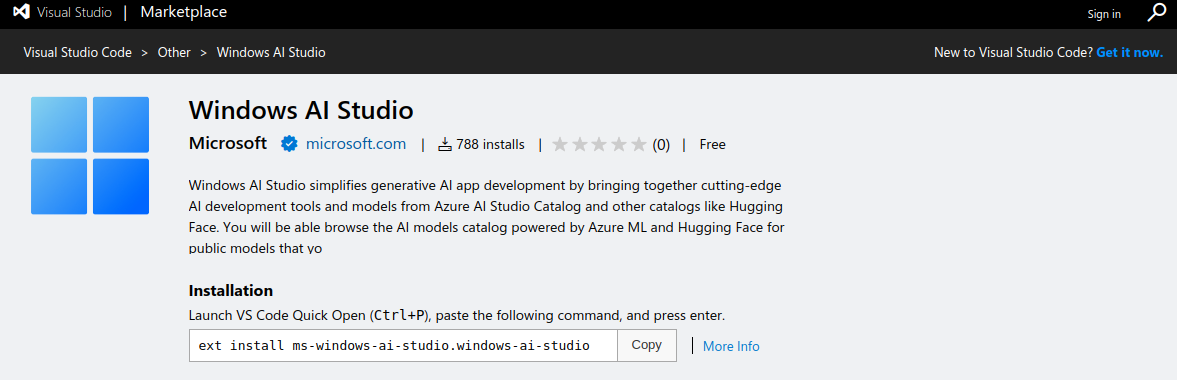 Visual Studio | Marketplace
Sign in
Visual Studio Code > Other > Windows AI Studio
New to Visual Studio Code? Get it now.
Windows AI Studio
Microsoft microsoft.com | 788 installs | (0) | Free
Windows AI Studio simplifies generative AI app development by bringing together cutting-edge
AI development tools and models from Azure AI Studio Catalog and other catalogs like Hugging
Face. You will be able browse the AI models catalog powered by Azure ML and Hugging Face for
public models that yo
Installation
Launch VS Code Quick Open (Ctrl+P), paste the following command, and press enter.
ext install ms-windows-ai-studio.windows-ai-studio Copy | More Info